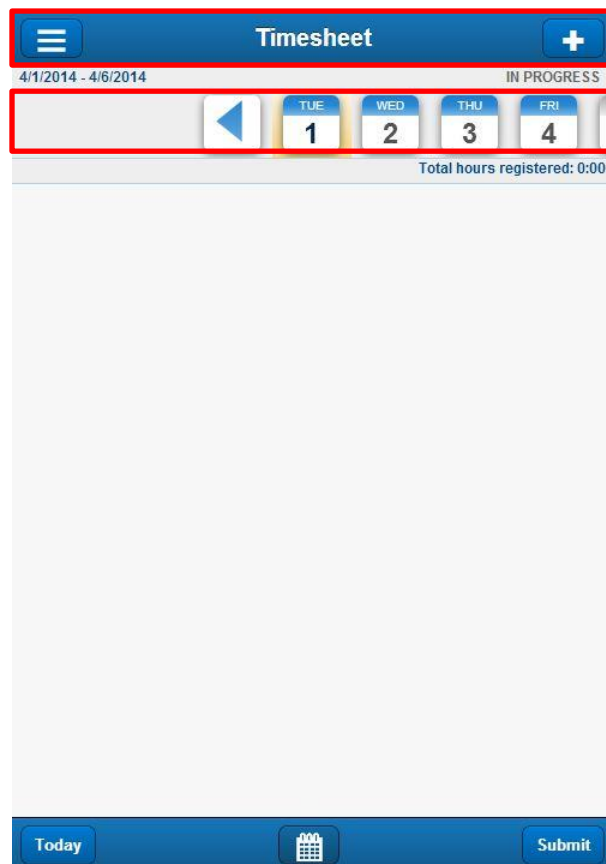 Timesheet
4/1/2014 - 4/6/2014 IN PROGRESS
TUE WED THU FRI
1 2 3 4
Total hours registered: 0:00
Today Submit